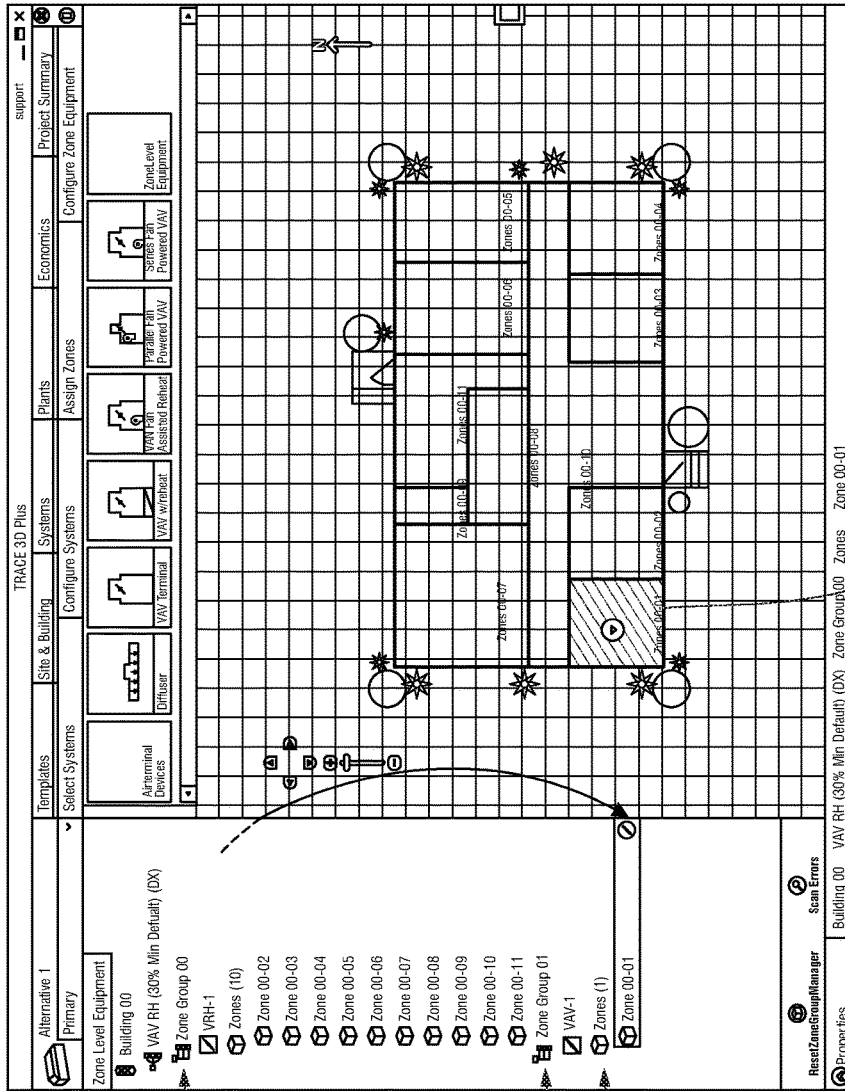 TRACE 3D Plus
support
Alternative 1
Templates
Site & Building
Systems
Plants
Economics
Project Summary
Primary
Select Systems
Configure Systems
Assign Zones
Configure Zone Equipment
Airterminal
Devices
Diffuser
VAV Terminal
VAV w/reheat
VAN Fan
Assisted Reheat
Parallel Fan
Powered VAV
Series Fan
Powered VAV
ZoneLevel
Equipment
Zone Level Equipment
Building 00
VAV RH (30% Min Defualt) (DX)
Zone Group 00
VRH-1
Zones (10)
Zone 00-02
Zone 00-03
Zone 00-04
Zone 00-05
Zone 00-06
Zone 00-07
Zone 00-08
Zone 00-09
Zone 00-10
Zone 00-11
Zone Group 01
VAV-1
Zones (1)
Zone 00-01
N
Zones 00-05
Zones 00-06
Zones 00-11
Zones 00-09
Zones 00-07
Zones 00-08
Zones 00-10
Zones 00-04
Zones 00-03
Zones 00-02
Zones 00-01
ResetZoneGroupManager
Scan Errors
Properties
Building 00 VAV RH (30% Min Default) (DX) Zone Group00 Zones Zone 00-01